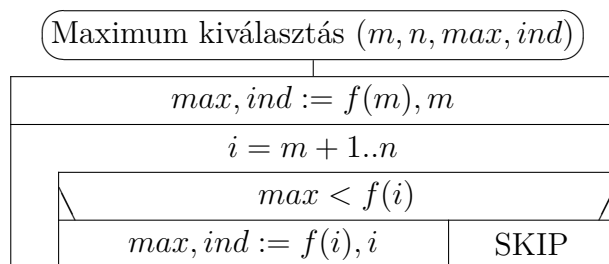 Maximum kiválasztás (m, n, max, ind)
max, ind := f(m), m
i = m + 1..n
max < f(i)
max, ind := f(i), i SKIP